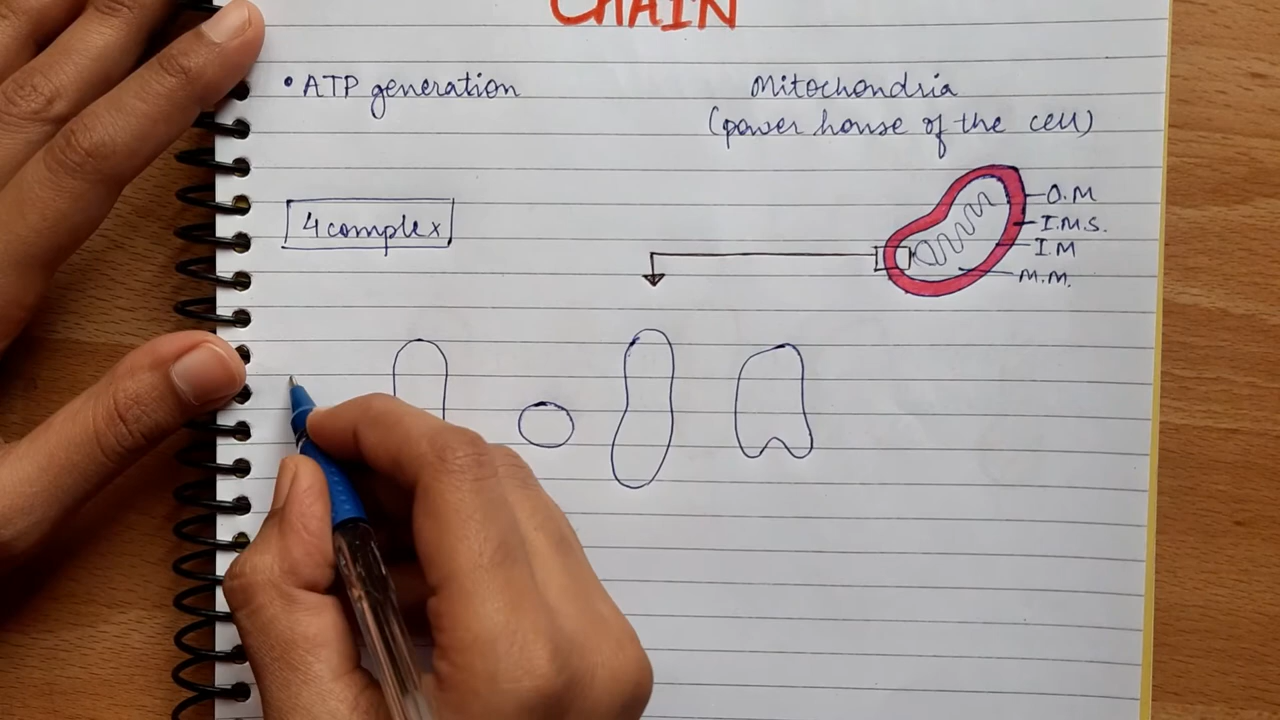 CHAIN
• ATP generation
Mitochondria
(power house of the cell)
4 complex
O.M
I.M.S.
I.M
M.M.